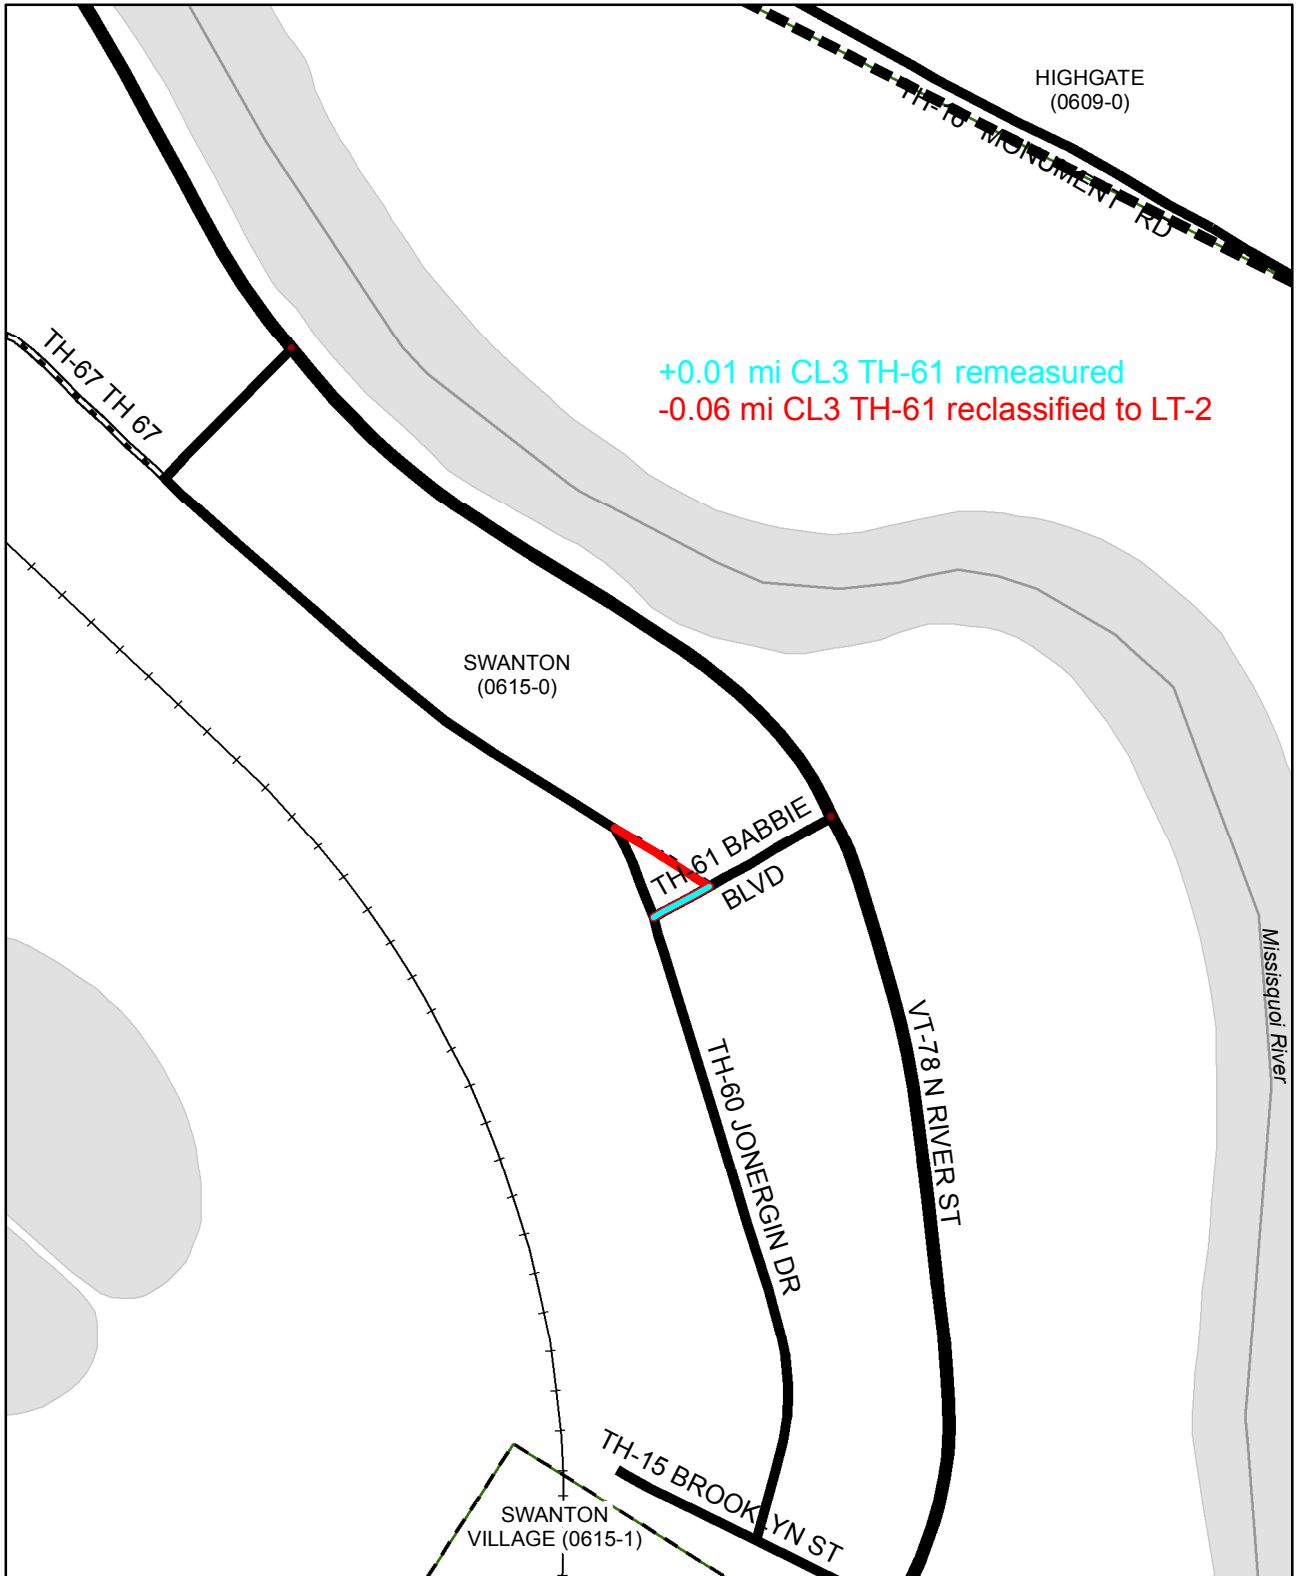 HIGHGATE
(0609-0)
TH-16 MONUMENT RD
TH-67 TH 67
+0.01 mi CL3 TH-61 remeasured
-0.06 mi CL3 TH-61 reclassified to LT-2
SWANTON
(0615-0)
TH-61 BABBIE
BLVD
Missisquoi River
VT-78 N RIVER ST
TH-60 JONERGIN DR
TH-15 BROOKLYN ST
SWANTON
VILLAGE (0615-1)